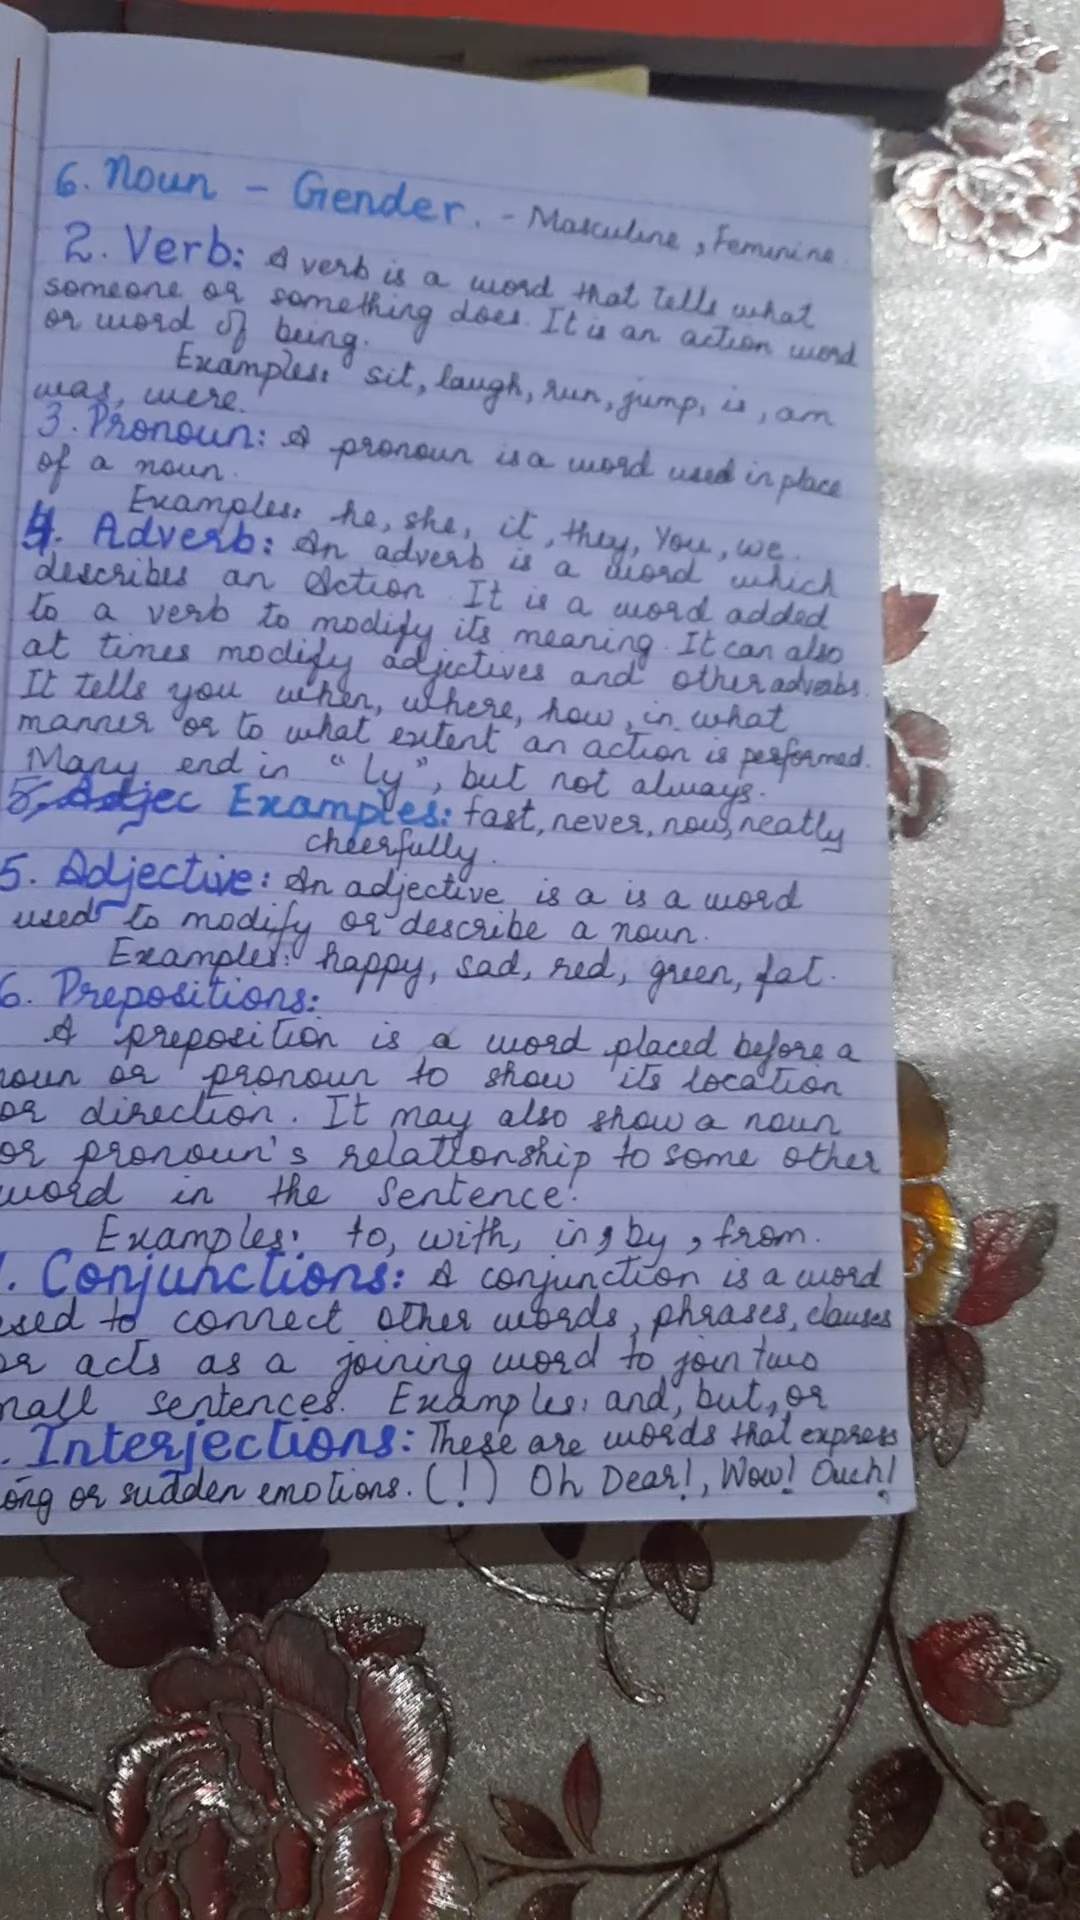 6. Noun - Gender. - Masculine, Feminine.
2. Verb: A verb is a word that tells what
someone or something does. It is an action word
or word of being.
Examples: sit, laugh, run, jump, is, am
was, were.
3. Pronoun: A pronoun is a word used in place
of a noun.
Examples: he, she, it, they, You, we.
4. Adverb: An adverb is a word which
describes an Action. It is a word added
to a verb to modify its meaning. It can also
at times modify adjectives and other adverbs.
It tells you when, where, how, in what
manner or to what extent an action is performed.
Many end in "ly", but not always.
5. Adjec Examples: fast, never, now, neatly
cheerfully.
5. Adjective: An adjective is a is a word
used to modify or describe a noun.
Examples: happy, sad, red, green, fat.
6. Prepositions:
A preposition is a word placed before a
noun or pronoun to show its location
or direction. It may also show a noun
or pronoun's relationship to some other
word in the sentence.
Examples: to, with, in, by, from.
. Conjunctions: A conjunction is a word
sed to connect other words, phrases, clauses
or acts as a joining word to join two
mall sentences. Examples: and, but, or
. Interjections: These are words that express
ong or sudden emotions. (!) Oh Dear!, Wow! Ouch!